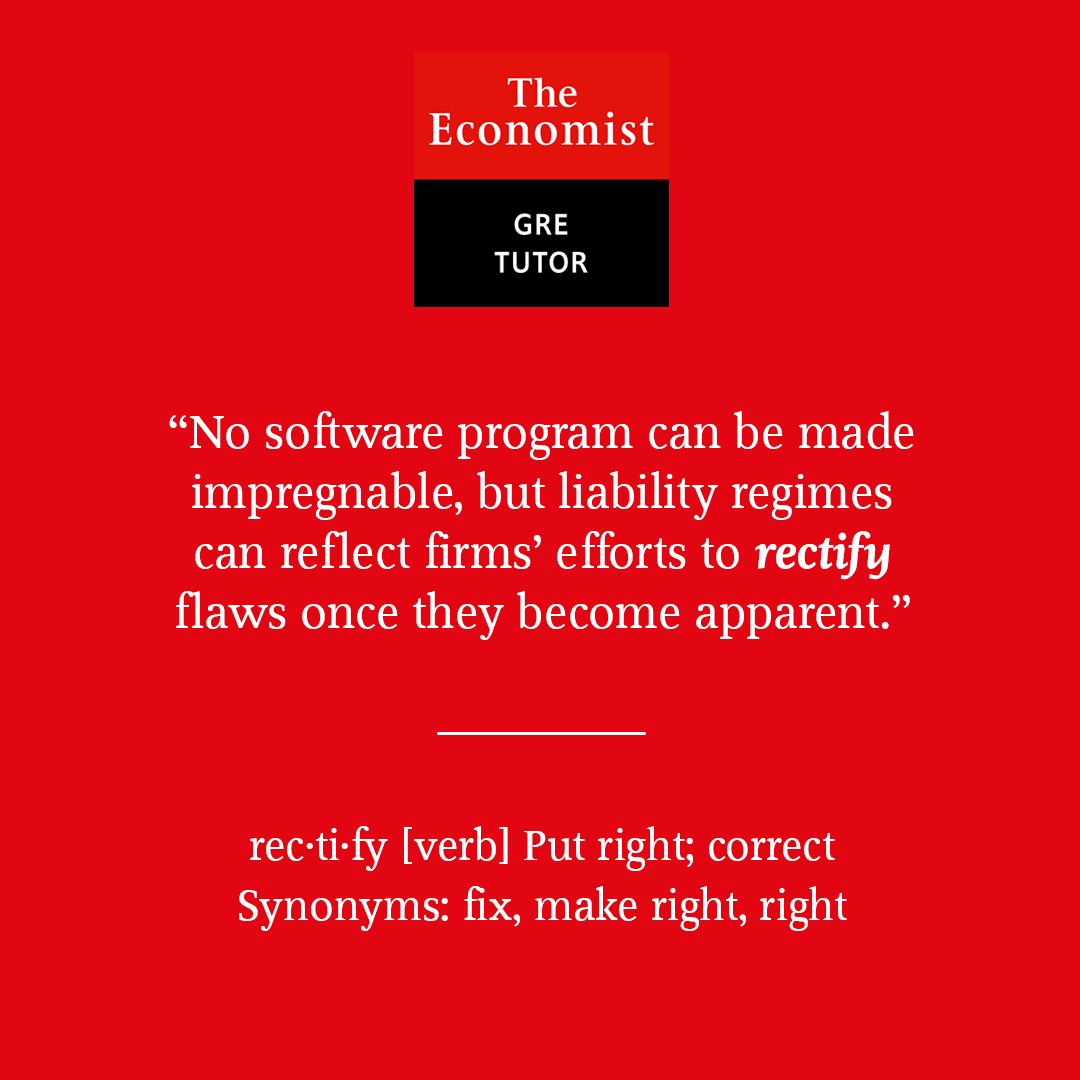 The
Economist
GRE
TUTOR
“No software program can be made
impregnable, but liability regimes
can reflect firms’ efforts to rectify
flaws once they become apparent.”
rec·ti·fy [verb] Put right; correct
Synonyms: fix, make right, right